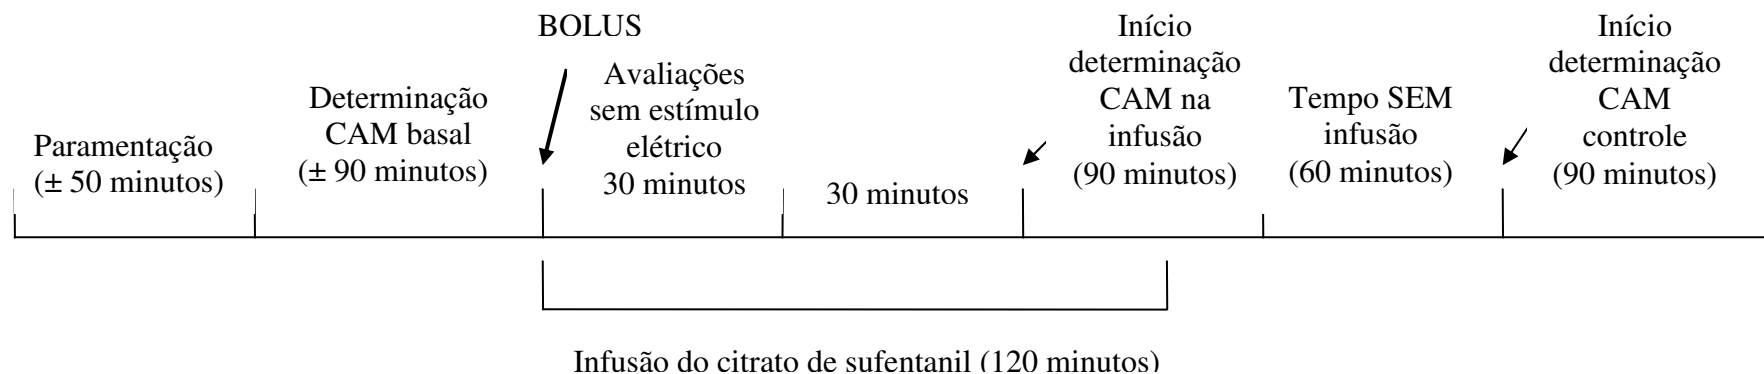 Paramentação
(± 50 minutos)
Determinação
CAM basal
(± 90 minutos)
BOLUS
Avaliações
sem estímulo
elétrico
30 minutos
30 minutos
Início
determinação
CAM na
infusão
(90 minutos)
Tempo SEM
infusão
(60 minutos)
Início
determinação
CAM
controle
(90 minutos)
Infusão do citrato de sufentanil (120 minutos)